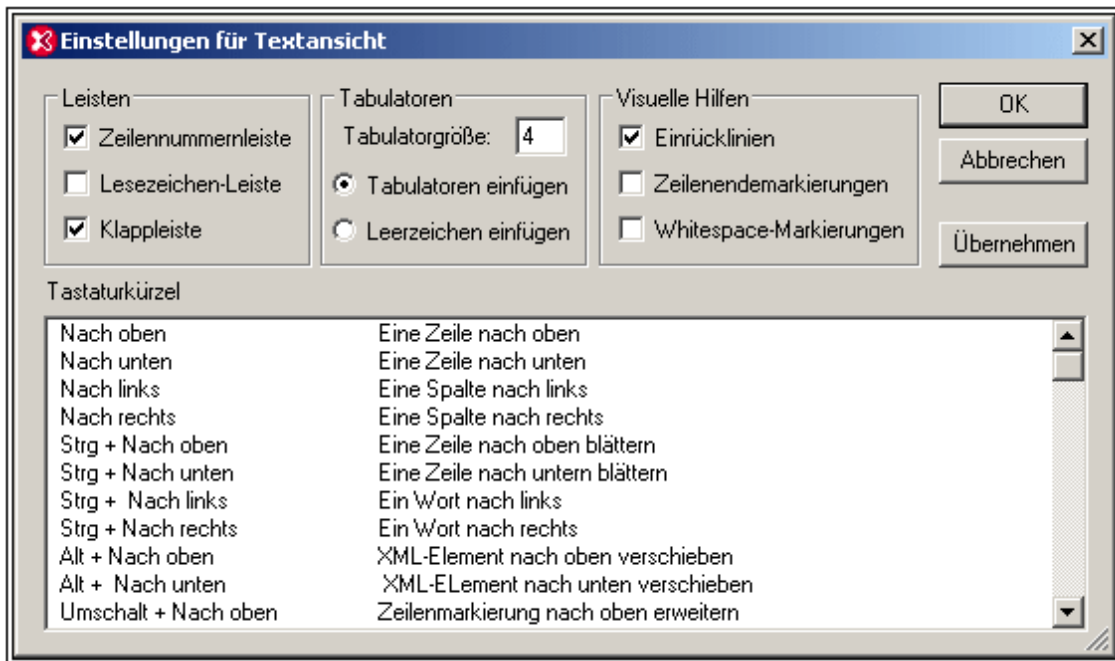 Einstellungen für Textansicht
Leisten
Zeilennummernleiste
Lesezeichen-Leiste
Klappleiste
Tabulatoren
Tabulatorgröße: 4
Tabulatoren einfügen
Leerzeichen einfügen
Visuelle Hilfen
Einrücklinien
Zeilenendemarkierungen
Whitespace-Markierungen
OK
Abbrechen
Übernehmen
Tastaturkürzel
Nach oben Eine Zeile nach oben
Nach unten Eine Zeile nach unten
Nach links Eine Spalte nach links
Nach rechts Eine Spalte nach rechts
Strg + Nach oben Eine Zeile nach oben blättern
Strg + Nach unten Eine Zeile nach untern blättern
Strg +  Nach links Ein Wort nach links
Strg + Nach rechts Ein Wort nach rechts
Alt + Nach oben XML-Element nach oben verschieben
Alt +  Nach unten XML-ELement nach unten verschieben
Umschalt + Nach oben Zeilenmarkierung nach oben erweitern